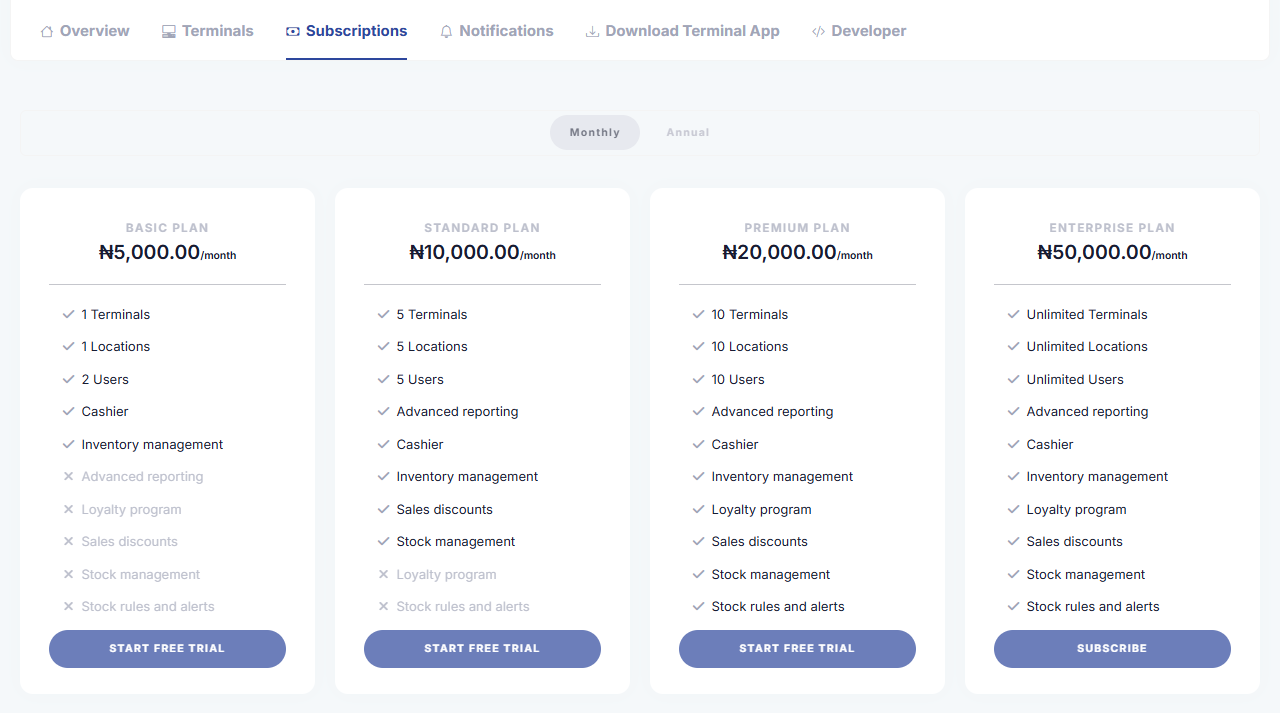 Overview Terminals Subscriptions Notifications Download Terminal App Developer
Monthly Annual
BASIC PLAN
₦5,000.00/month
1 Terminals
1 Locations
2 Users
Cashier
Inventory management
Advanced reporting
Loyalty program
Sales discounts
Stock management
Stock rules and alerts
START FREE TRIAL
STANDARD PLAN
₦10,000.00/month
5 Terminals
5 Locations
5 Users
Advanced reporting
Cashier
Inventory management
Sales discounts
Stock management
Loyalty program
Stock rules and alerts
START FREE TRIAL
PREMIUM PLAN
₦20,000.00/month
10 Terminals
10 Locations
10 Users
Advanced reporting
Cashier
Inventory management
Loyalty program
Sales discounts
Stock management
Stock rules and alerts
START FREE TRIAL
ENTERPRISE PLAN
₦50,000.00/month
Unlimited Terminals
Unlimited Locations
Unlimited Users
Advanced reporting
Cashier
Inventory management
Loyalty program
Sales discounts
Stock management
Stock rules and alerts
SUBSCRIBE